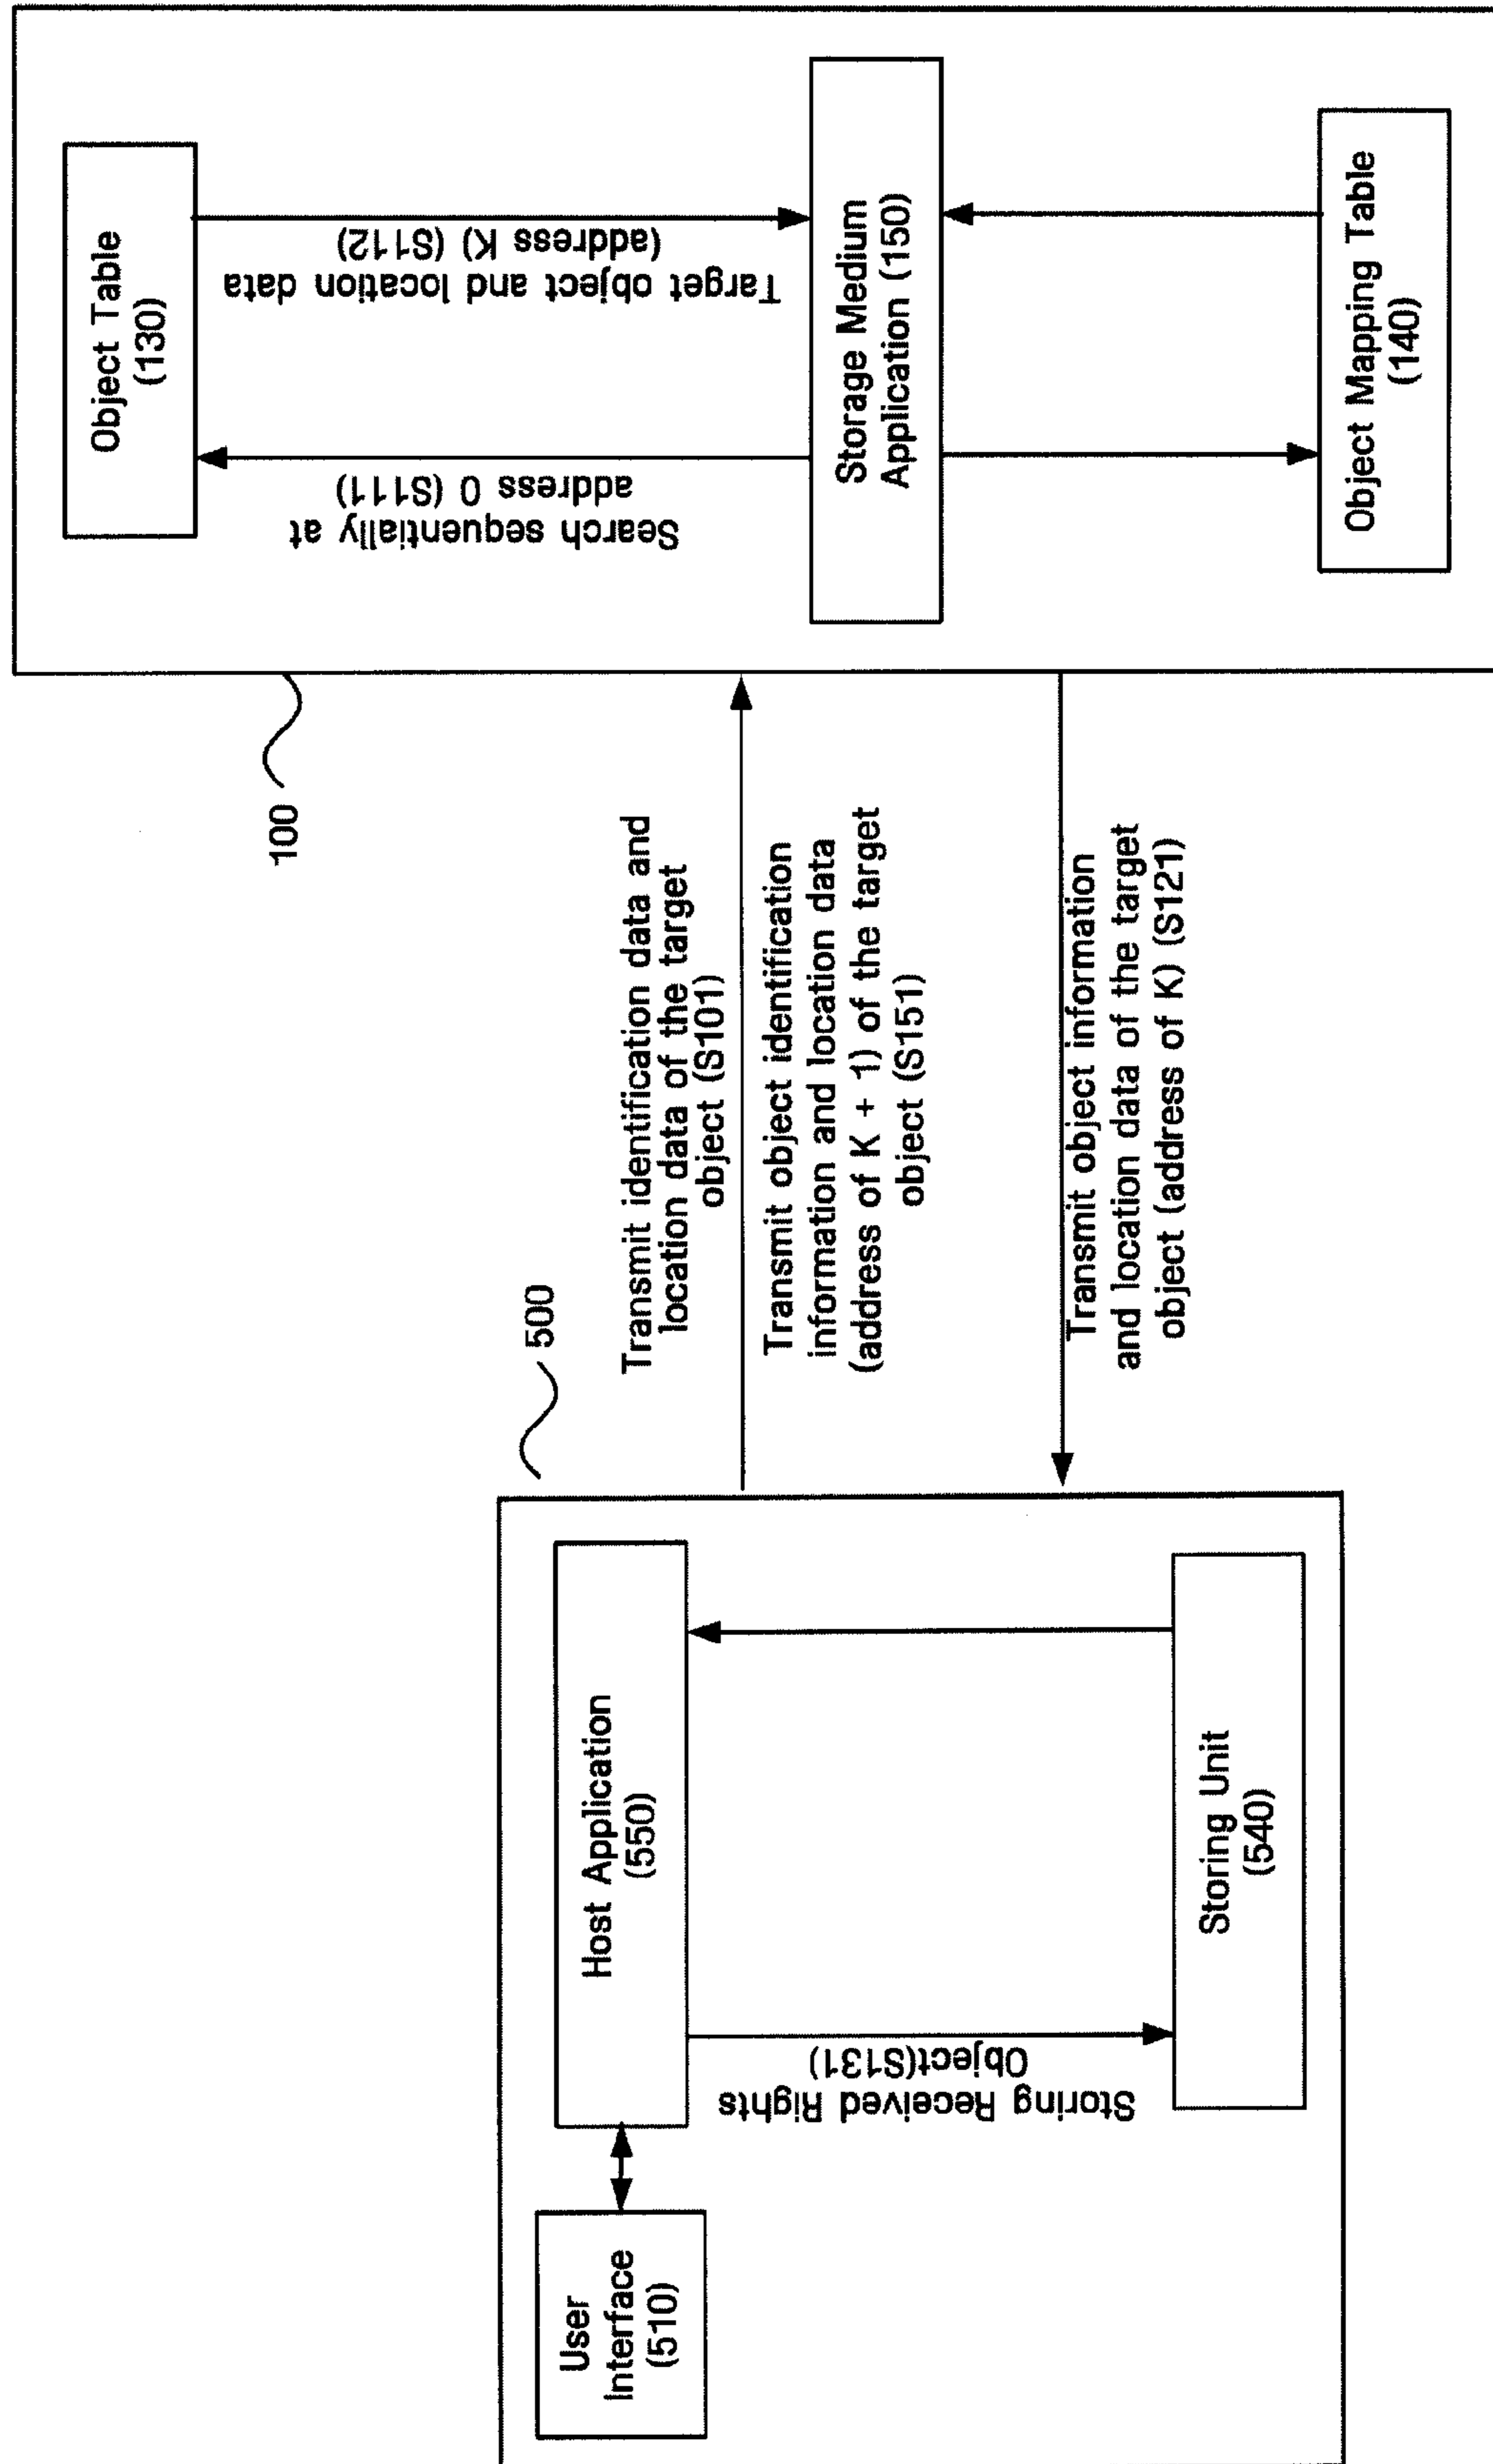 500
User
Interface
(510)
Host Application
(550)
Storing Received Rights
Object(S131)
Storing Unit
(540)
Transmit identification data and
location data of the target
object (S101)
Transmit object identification
information and location data
(address of K + 1) of the target
object (S151)
Transmit object information
and location data of the target
object (address of K) (S121)
100
Object Table
(130)
Search sequentially at
address 0 (S111)
Target object and location data
(address K) (S112)
Storage Medium
Application (150)
Object Mapping Table
(140)